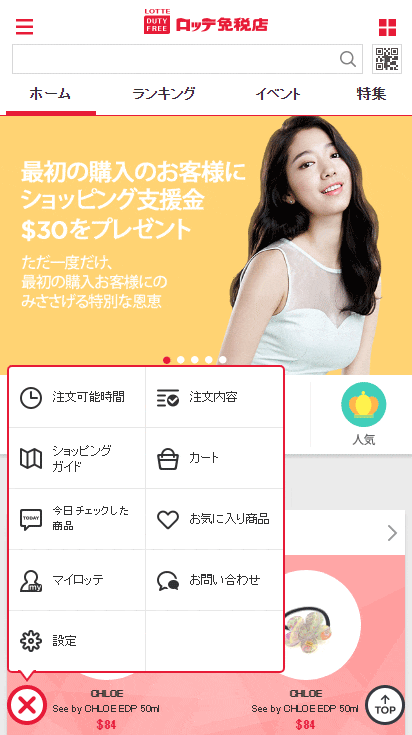 LOTTE
DUTY
FREE
ロッテ免税店
ホーム
ランキング
イベント
特集
最初の購入のお客様に
ショッピング支援金
$30をプレゼント
ただ一度だけ、
最初の購入お客様にの
みささげる特別な恩恵
注文可能時間
注文内容
人気
ショッピング
ガイド
カート
TODAY
今日チェックした
商品
お気に入り商品
my
マイロッテ
お問い合わせ
設定
CHLOE
See by CHLOE EDP 50ml
$84
CHLOE
See by CHLOE EDP 50ml
$84
TOP